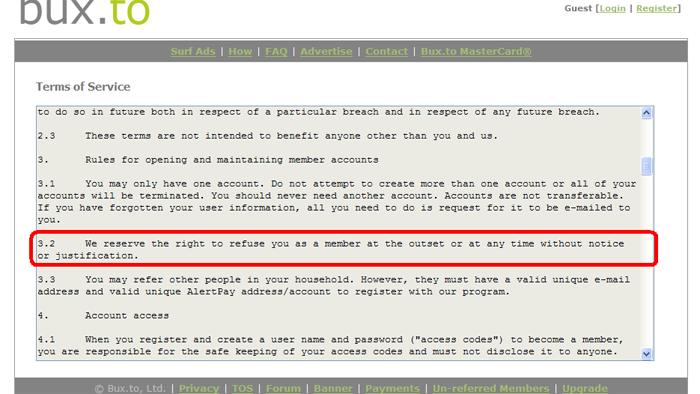 bux.to
Guest [Login | Register]
Surf Ads | How | FAQ | Advertise | Contact | Bux.to MasterCard®
Terms of Service
to do so in future both in respect of a particular breach and in respect of any future breach.
2.3 These terms are not intended to benefit anyone other than you and us.
3. Rules for opening and maintaining member accounts
3.1 You may only have one account. Do not attempt to create more than one account or all of your
accounts will be terminated. You should never need another account. Accounts are not transferable.
If you have forgotten your user information, all you need to do is request for it to be e-mailed to
you.
3.2 We reserve the right to refuse you as a member at the outset or at any time without notice
or justification.
3.3 You may refer other people in your household. However, they must have a valid unique e-mail
address and valid unique AlertPay address/account to register with our program.
4. Account access
4.1 When you register and create a user name and password ("access codes") to become a member,
you are responsible for the safe keeping of your access codes and must not disclose it to anyone.
© Bux.to, Ltd. | Privacy | TOS | Forum | Banner | Payments | Un-referred Members | Upgrade